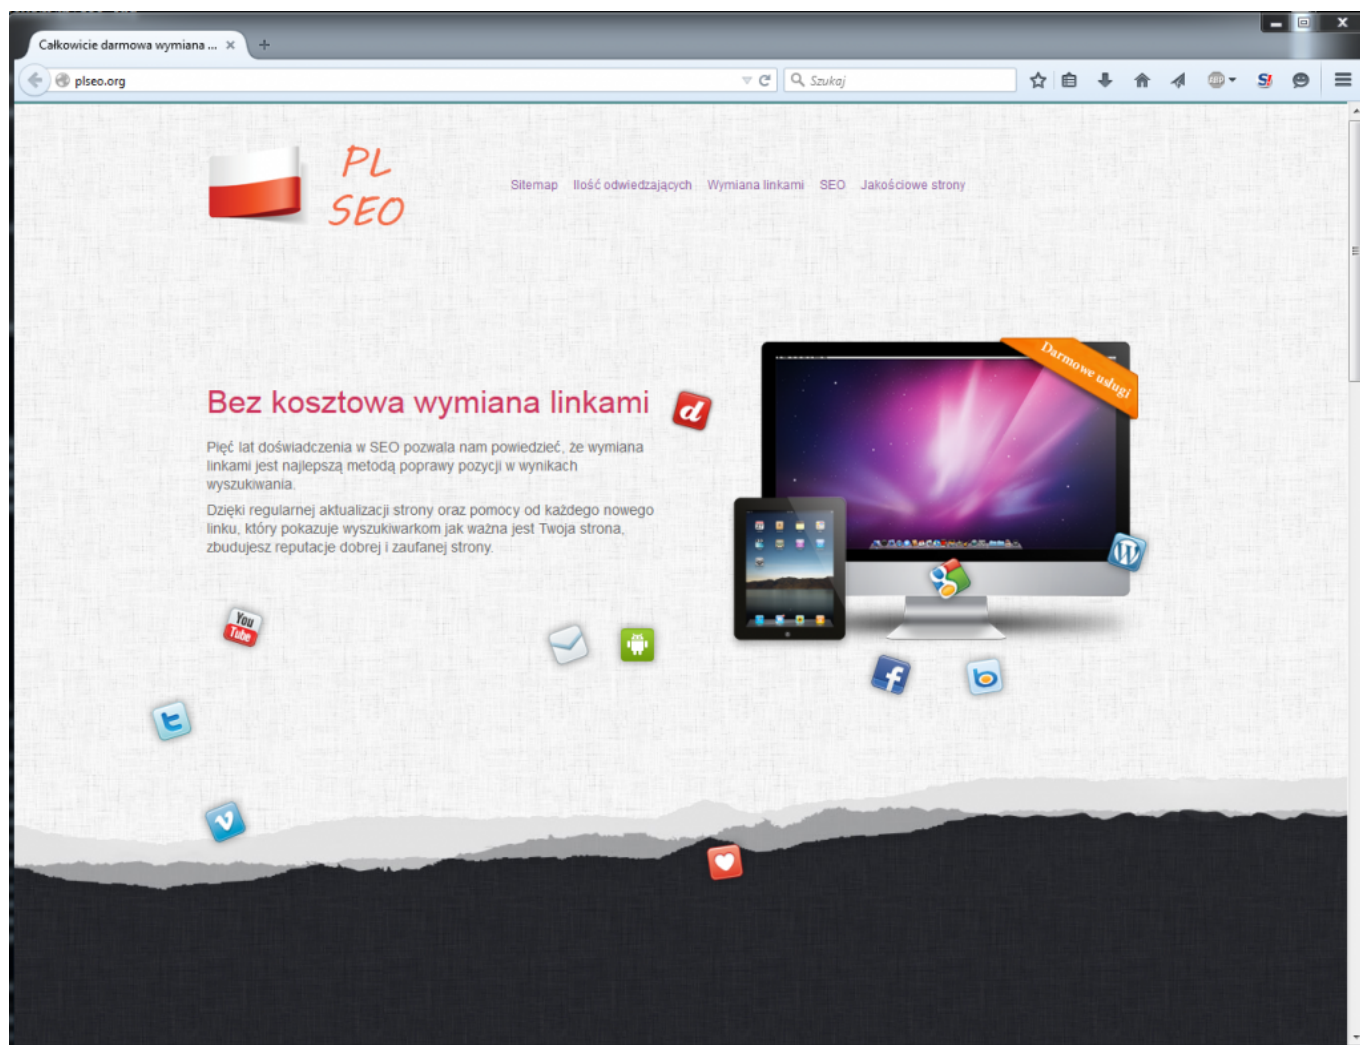 Całkowicie darmowa wymiana ...
plseo.org
Szukaj
ABP
S!
PL
SEO
Sitemap Ilość odwiedzających Wymiana linkami SEO Jakościowe strony
Darmowe usługi
Bez kosztowa wymiana linkami
d
Pięć lat doświadczenia w SEO pozwala nam powiedzieć, że wymiana
linkami jest najlepszą metodą poprawy pozycji w wynikach
wyszukiwania.
Dzięki regularnej aktualizacji strony oraz pomocy od każdego nowego
linku, który pokazuje wyszukiwarkom jak ważna jest Twoja strona,
zbudujesz reputacje dobrej i zaufanej strony.
W
g
You
Tube
f
b
t
v